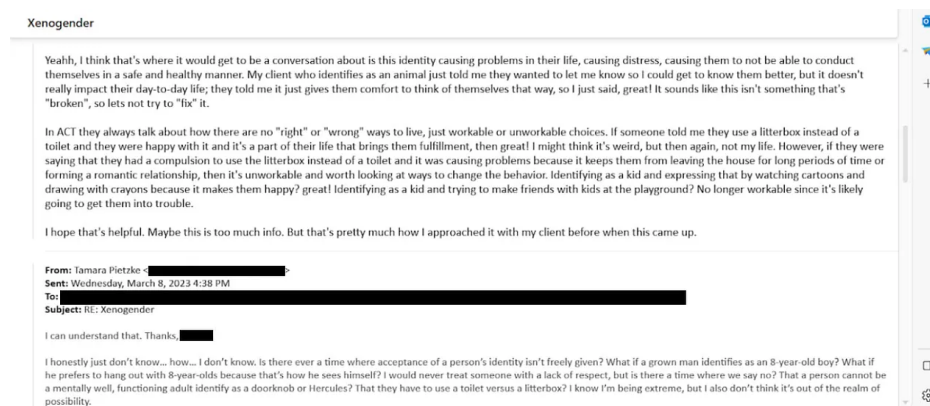 Xenogender
Yeahh, I think that's where it would get to be a conversation about is this identity causing problems in their life, causing distress, causing them to not be able to conduct
themselves in a safe and healthy manner. My client who identifies as an animal just told me they wanted to let me know so I could get to know them better, but it doesn't
really impact their day-to-day life; they told me it just gives them comfort to think of themselves that way, so I just said, great! It sounds like this isn't something that's
"broken", so lets not try to "fix" it.
In ACT they always talk about how there are no "right" or "wrong" ways to live, just workable or unworkable choices. If someone told me they use a litterbox instead of a
toilet and they were happy with it and it's a part of their life that brings them fulfillment, then great! I might think it's weird, but then again, not my life. However, if they were
saying that they had a compulsion to use the litterbox instead of a toilet and it was causing problems because it keeps them from leaving the house for long periods of time or
forming a romantic relationship, then it's unworkable and worth looking at ways to change the behavior. Identifying as a kid and expressing that by watching cartoons and
drawing with crayons because it makes them happy? great! Identifying as a kid and trying to make friends with kids at the playground? No longer workable since it's likely
going to get them into trouble.
I hope that's helpful. Maybe this is too much info. But that's pretty much how I approached it with my client before when this came up.
From: Tamara Pietzke < >
Sent: Wednesday, March 8, 2023 4:38 PM
To:
Subject: RE: Xenogender
I can understand that. Thanks,
I honestly just don't know... how... I don't know. Is there ever a time where acceptance of a person's identity isn't freely given? What if a grown man identifies as an 8-year-old boy? What if
he prefers to hang out with 8-year-olds because that's how he sees himself? I would never treat someone with a lack of respect, but is there a time where we say no? That a person cannot be
a mentally well, functioning adult identify as a doorknob or Hercules? That they have to use a toilet versus a litterbox? I know I'm being extreme, but I also don't think it's out of the realm of
possibility.